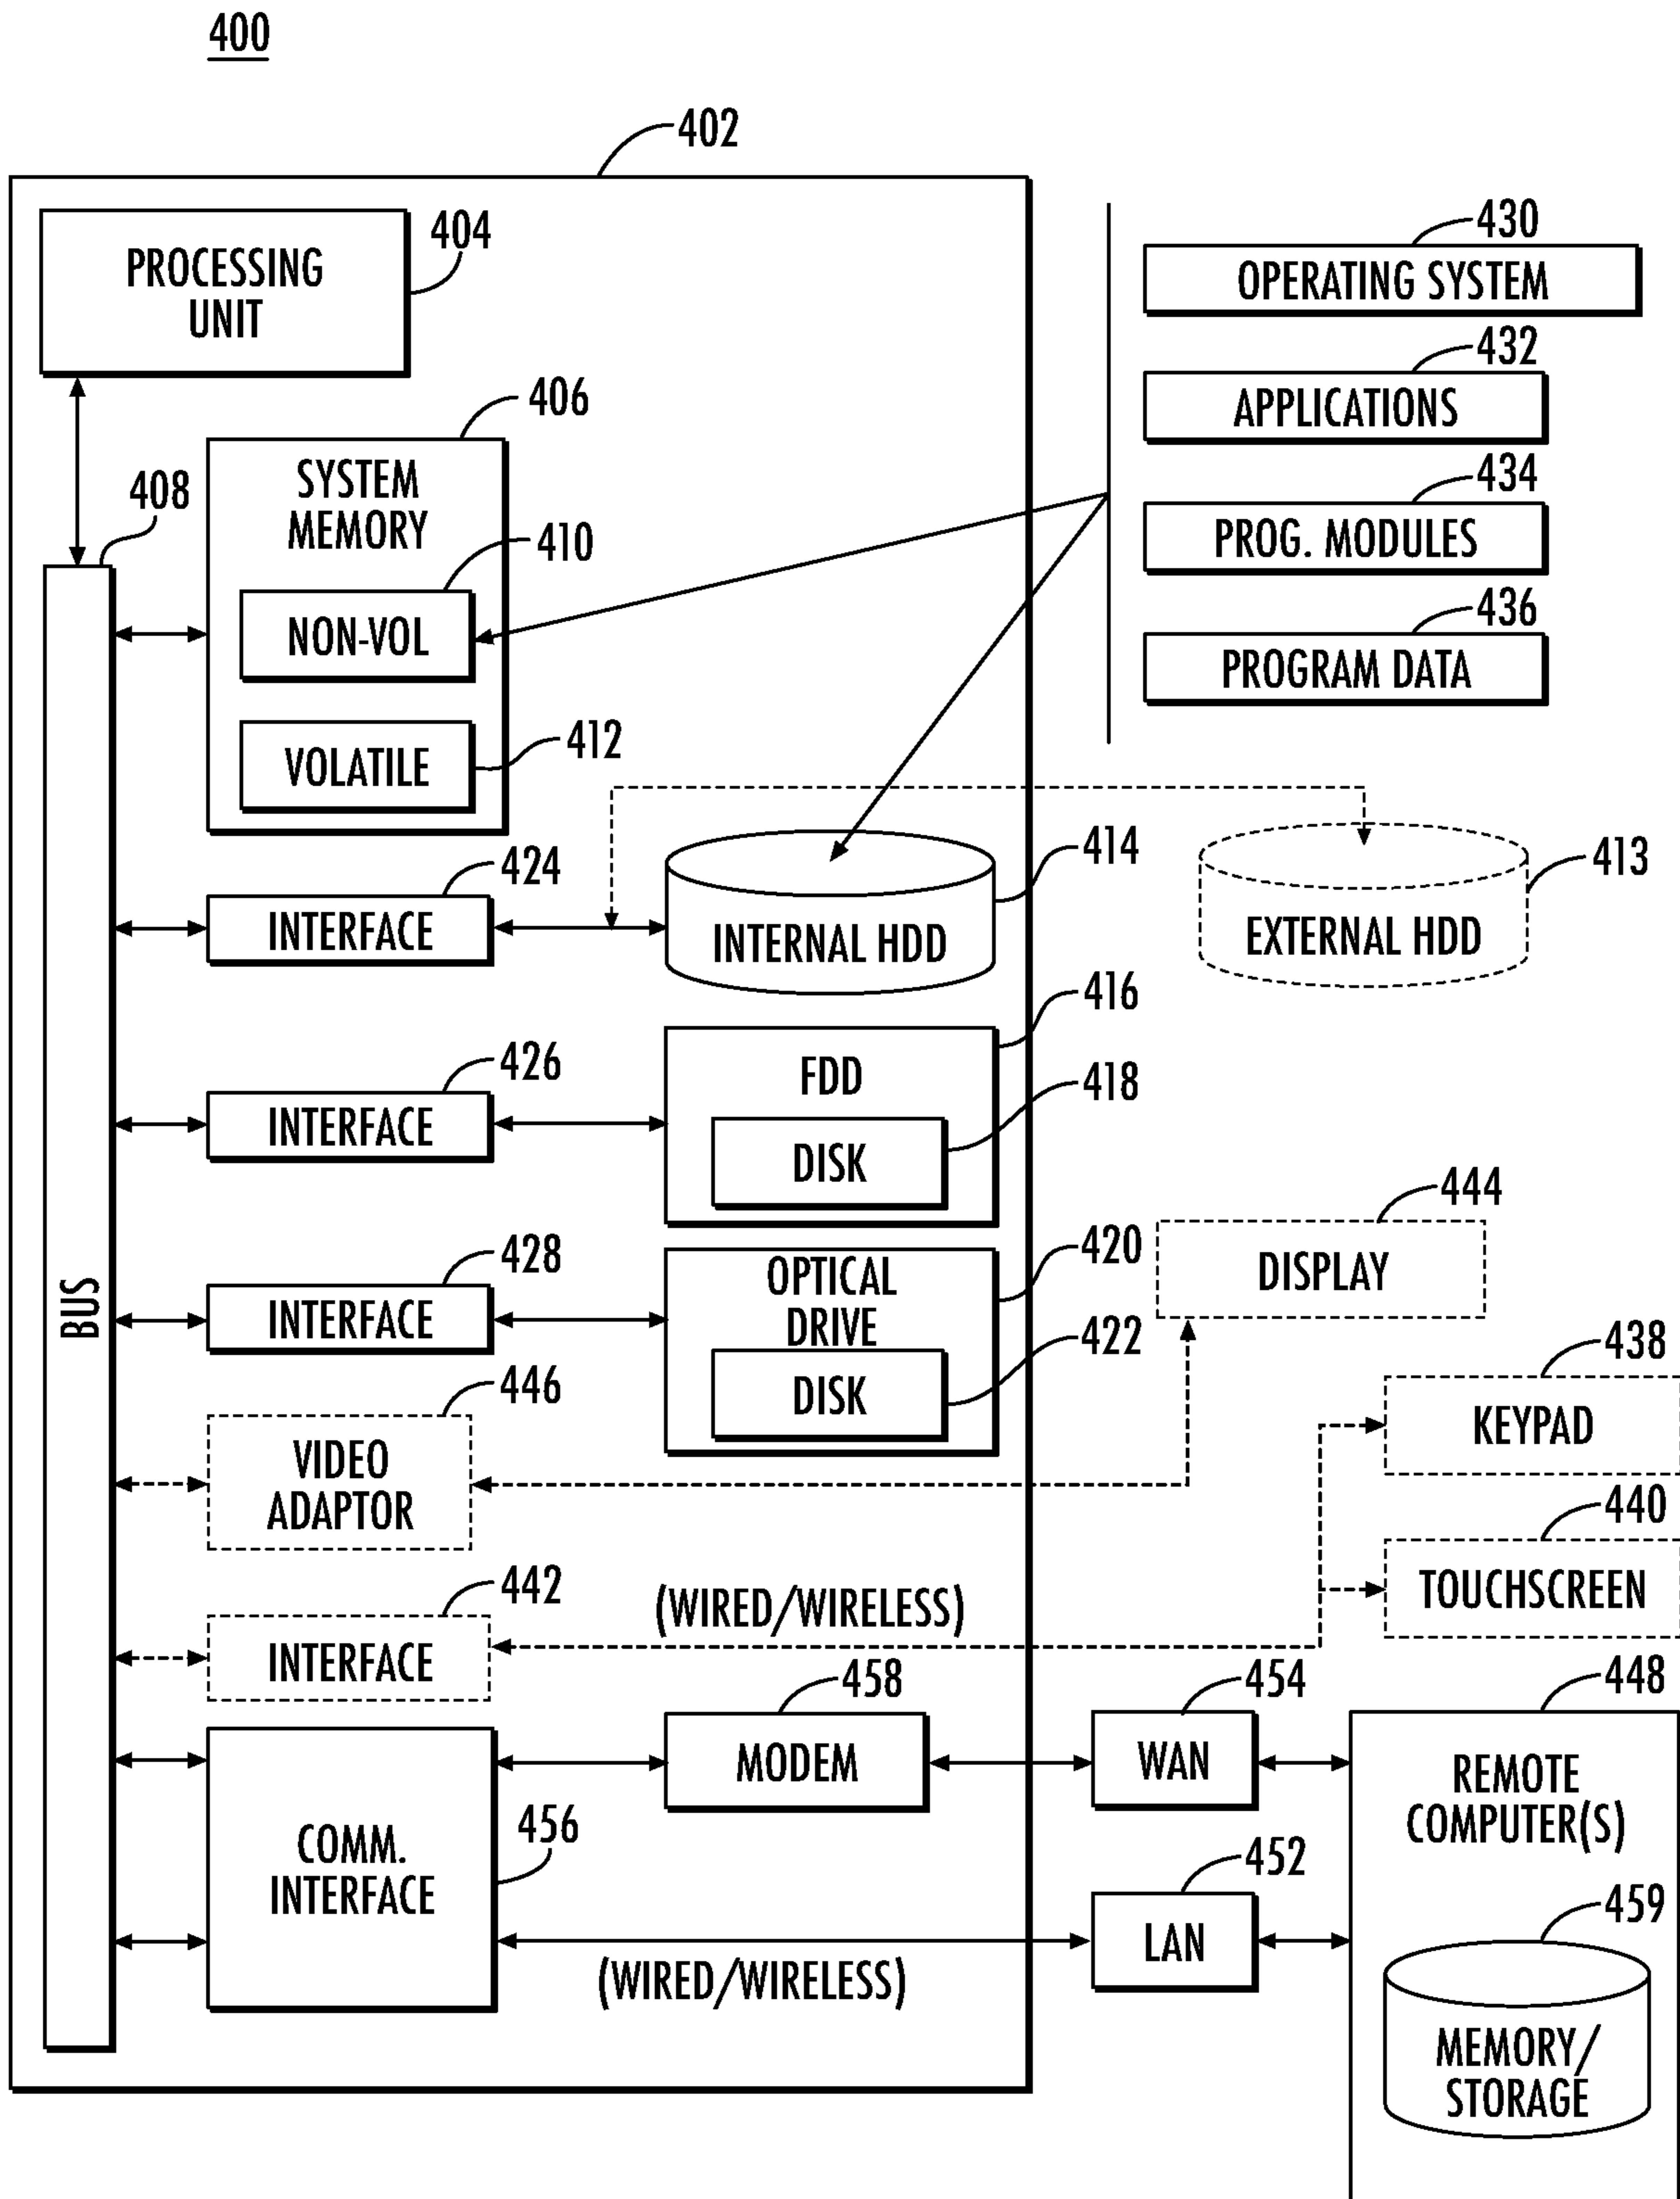 400
402
PROCESSING
UNIT
404
430
OPERATING SYSTEM
432
APPLICATIONS
434
PROG. MODULES
436
PROGRAM DATA
406
SYSTEM
MEMORY
408
410
NON-VOL
412
VOLATILE
BUS
424
INTERFACE
414
INTERNAL HDD
413
EXTERNAL HDD
416
FDD
418
DISK
426
INTERFACE
428
INTERFACE
420
OPTICAL
DRIVE
422
DISK
444
DISPLAY
438
KEYPAD
446
VIDEO
ADAPTOR
440
TOUCHSCREEN
442
INTERFACE
(WIRED/WIRELESS)
458
MODEM
454
WAN
448
REMOTE
COMPUTER(S)
456
COMM.
INTERFACE
452
LAN
(WIRED/WIRELESS)
459
MEMORY/
STORAGE